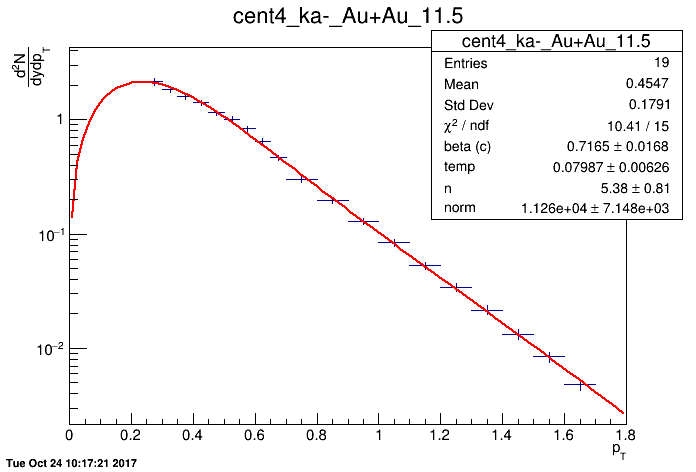 cent4_ka-_Au+Au_11.5
d²N
dydp_T
cent4_ka-_Au+Au_11.5
Entries 19
Mean 0.4547
Std Dev 0.1791
χ² / ndf 10.41 / 15
beta (c) 0.7165 ± 0.0168
temp 0.07987 ± 0.00626
n 5.38 ± 0.81
norm 1.126e+04 ± 7.148e+03
1
10⁻¹
10⁻²
0 0.2 0.4 0.6 0.8 1 1.2 1.4 1.6 1.8
p_T
Tue Oct 24 10:17:21 2017